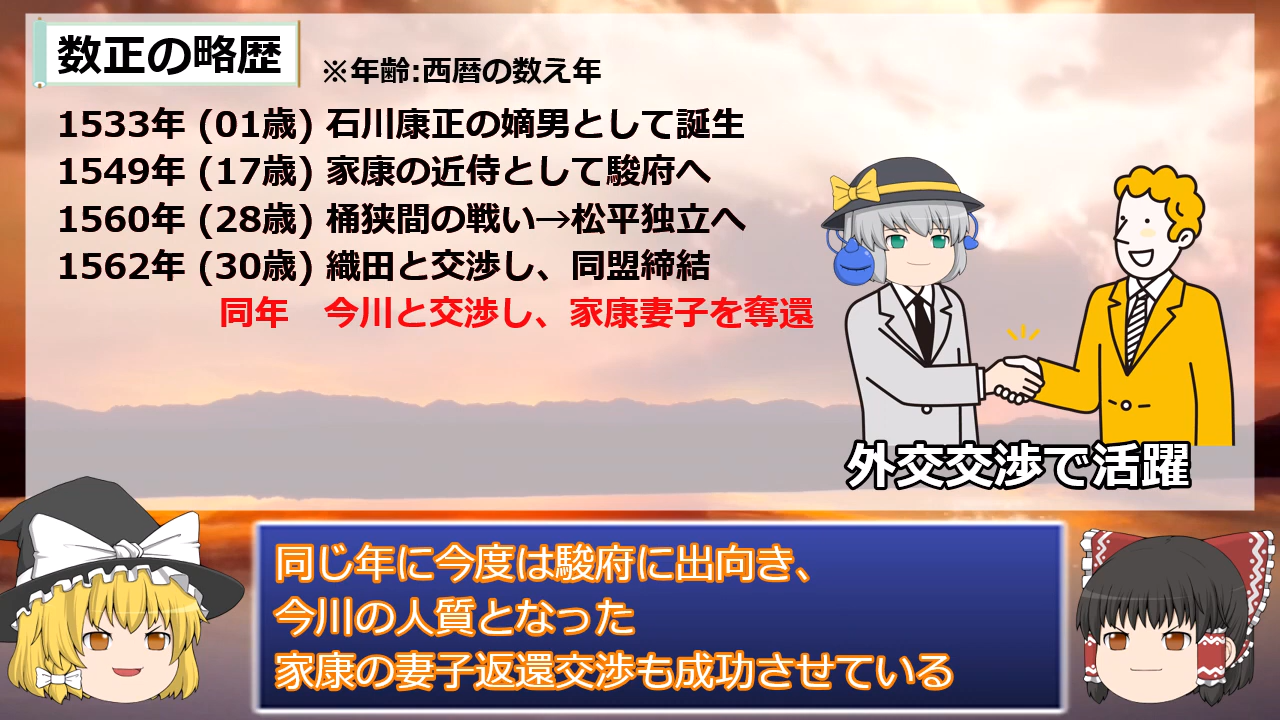 数正の略歴
※年齢:西暦の数え年
1533年 (01歳) 石川康正の嫡男として誕生
1549年 (17歳) 家康の近侍として駿府へ
1560年 (28歳) 桶狭間の戦い→松平独立へ
1562年 (30歳) 織田と交渉し、同盟締結
同年　今川と交渉し、家康妻子を奪還
外交交渉で活躍
同じ年に今度は駿府に出向き、
今川の人質となった
家康の妻子返還交渉も成功させている